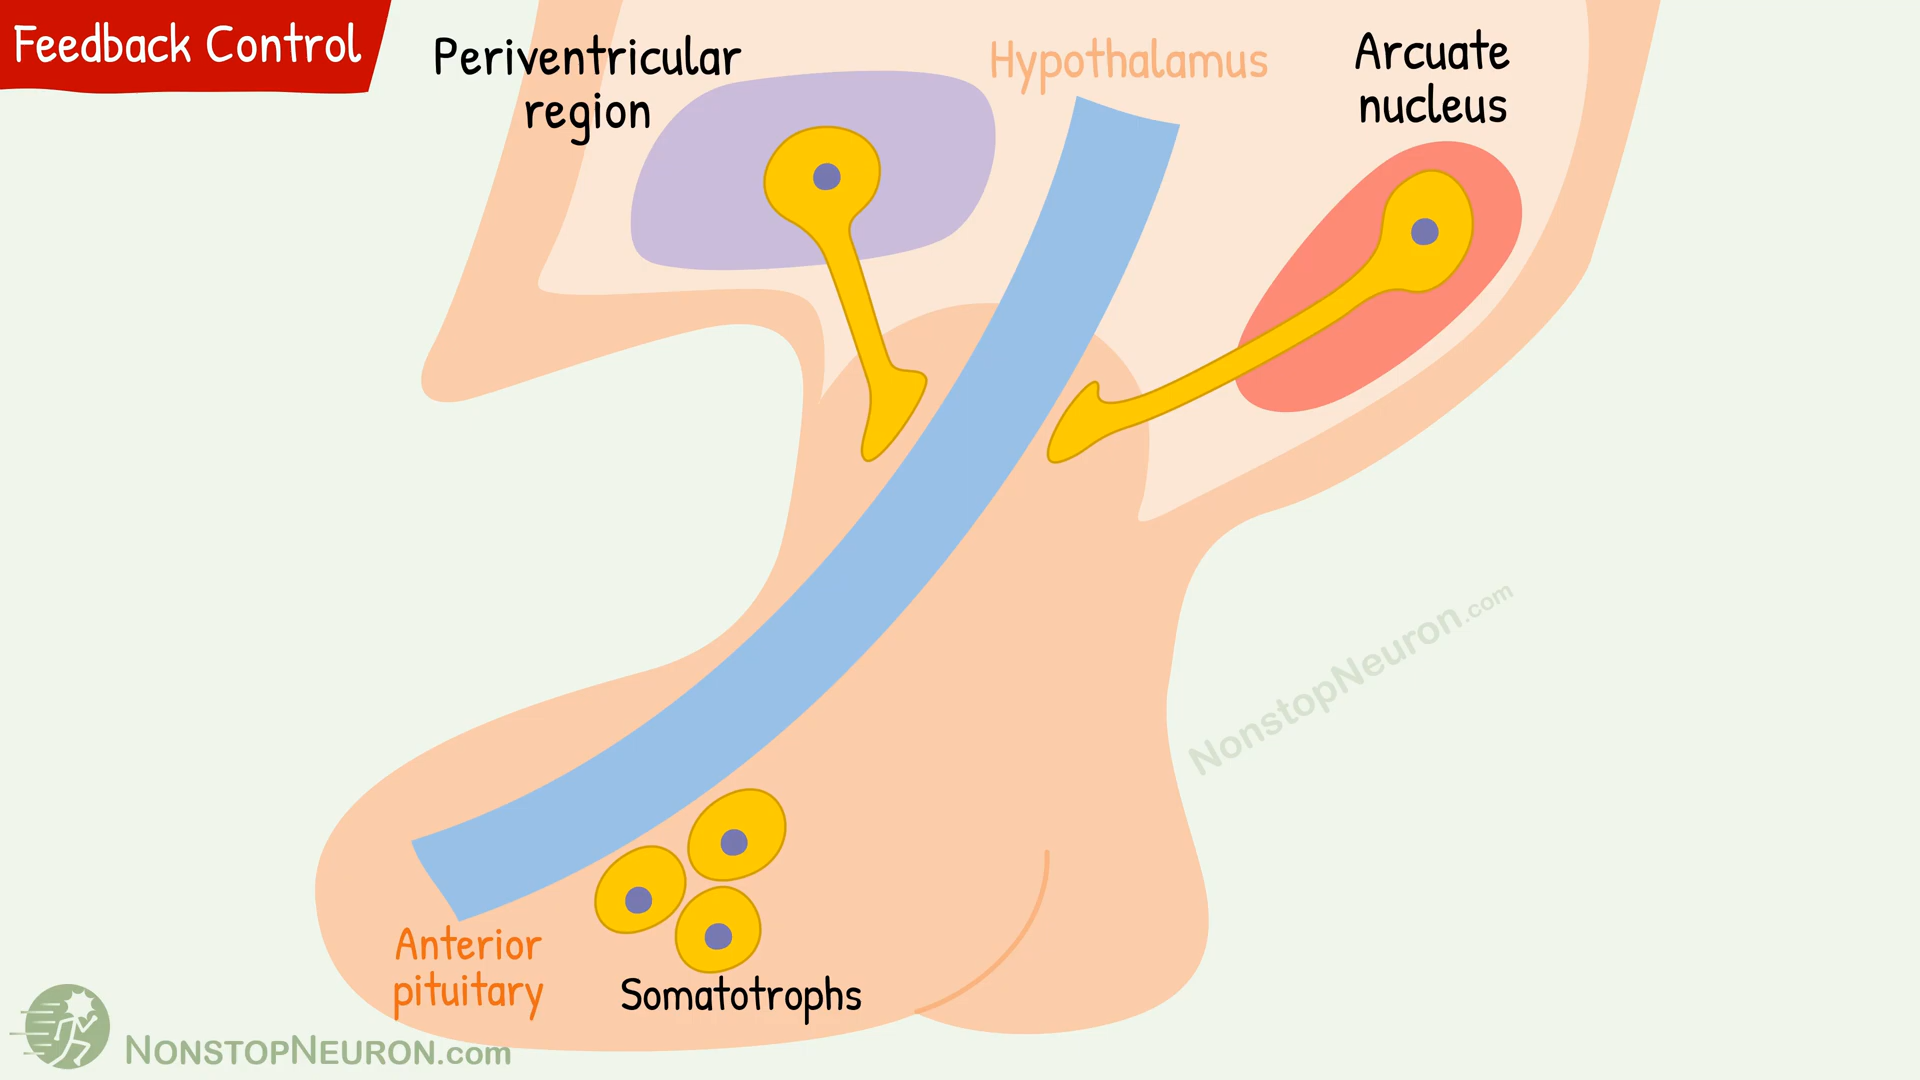 Feedback Control
Periventricular
region
Hypothalamus
Arcuate
nucleus
NonstopNeuron.com
Anterior
pituitary
Somatotrophs
NONSTOPNEURON.com